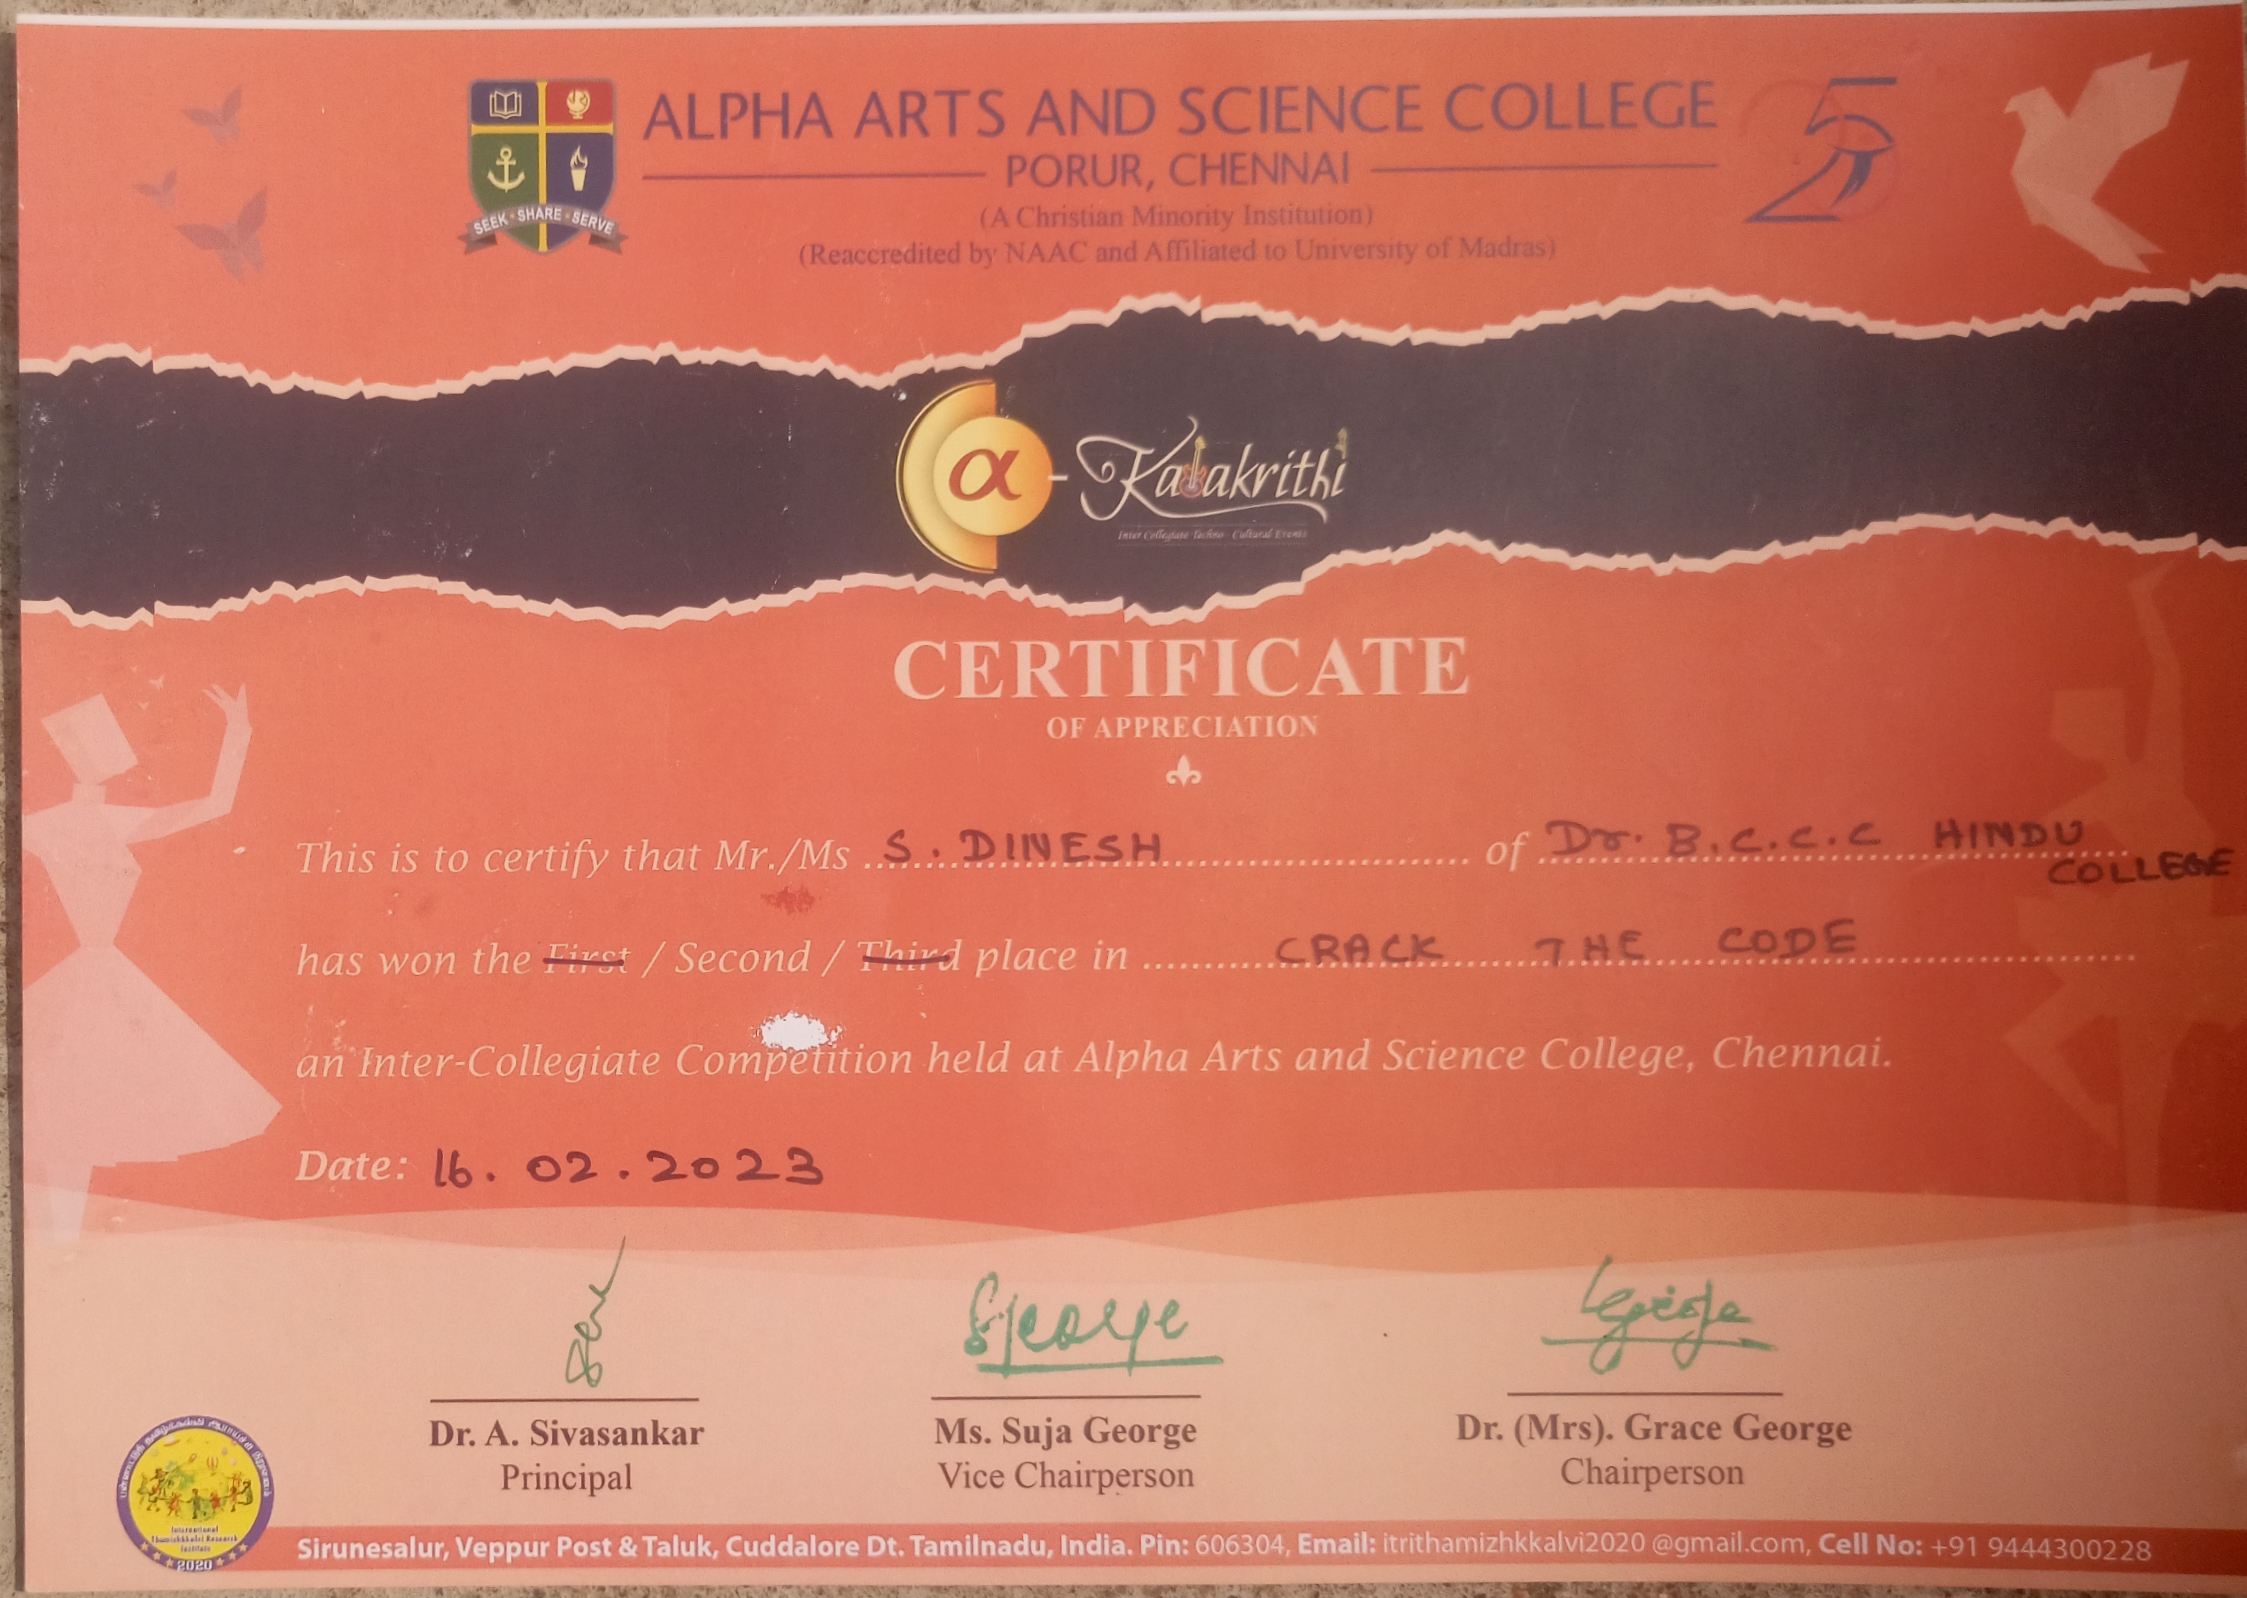 ALPHA ARTS AND SCIENCE COLLEGE
PORUR, CHENNAI
(A Christian Minority Institution)
(Reaccredited by NAAC and Affiliated to University of Madras)
SEEK • SHARE • SERVE
25
α - Kalakrithi
Inter Collegiate Techno - Cultural Events
CERTIFICATE
OF APPRECIATION
This is to certify that Mr./Ms S. DINESH of Dr. B.C.C.C HINDU
COLLEGE
has won the First / Second / Third place in CRACK THE CODE
an Inter-Collegiate Competition held at Alpha Arts and Science College, Chennai.
Date: 16.02.2023
George
Dr. A. Sivasankar
Principal
Ms. Suja George
Vice Chairperson
Dr. (Mrs). Grace George
Chairperson
International
Thamizhkkalvi Research
Institute
2020
Sirunesalur, Veppur Post & Taluk, Cuddalore Dt. Tamilnadu, India. Pin: 606304, Email: itrithamizhkkalvi2020 @gmail.com, Cell No: +91 9444300228